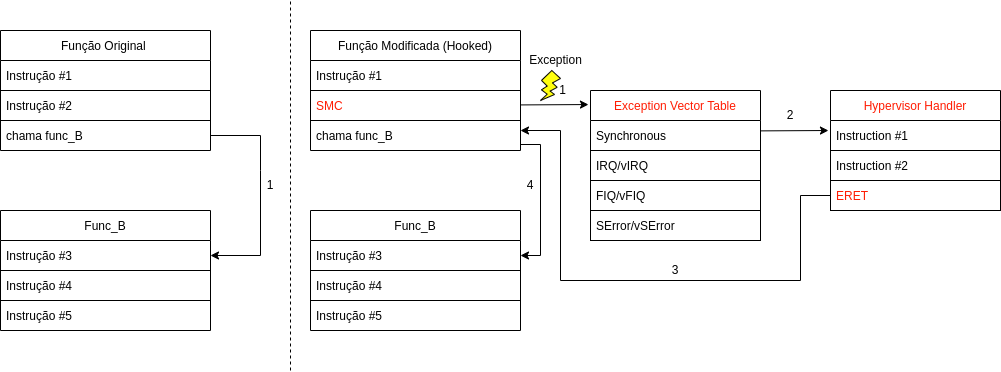 Função Original
Instrução #1
Instrução #2
chama func_B
1
Func_B
Instrução #3
Instrução #4
Instrução #5
Função Modificada (Hooked)
Instrução #1
SMC
chama func_B
4
Func_B
Instrução #3
Instrução #4
Instrução #5
Exception
1
Exception Vector Table
Synchronous
IRQ/vIRQ
FIQ/vFIQ
SError/vSError
2
Hypervisor Handler
Instruction #1
Instruction #2
ERET
3